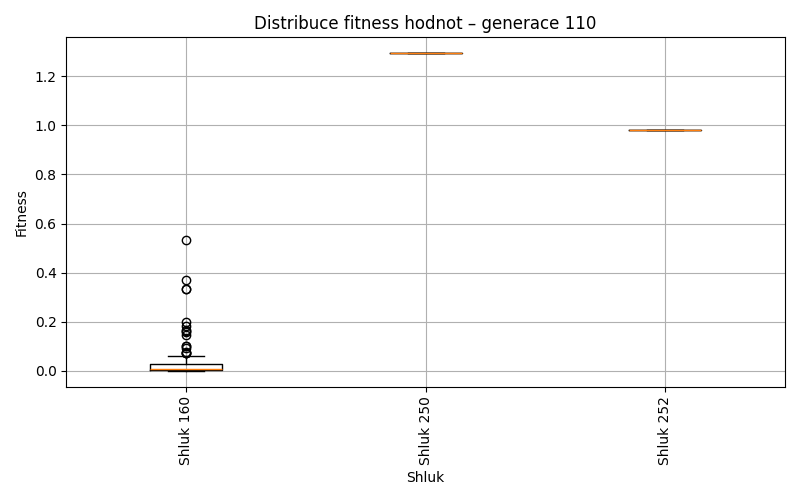 Distribuce fitness hodnot – generace 110
Fitness
1.2
1.0
0.8
0.6
0.4
0.2
0.0
Shluk 160
Shluk 250
Shluk 252
Shluk